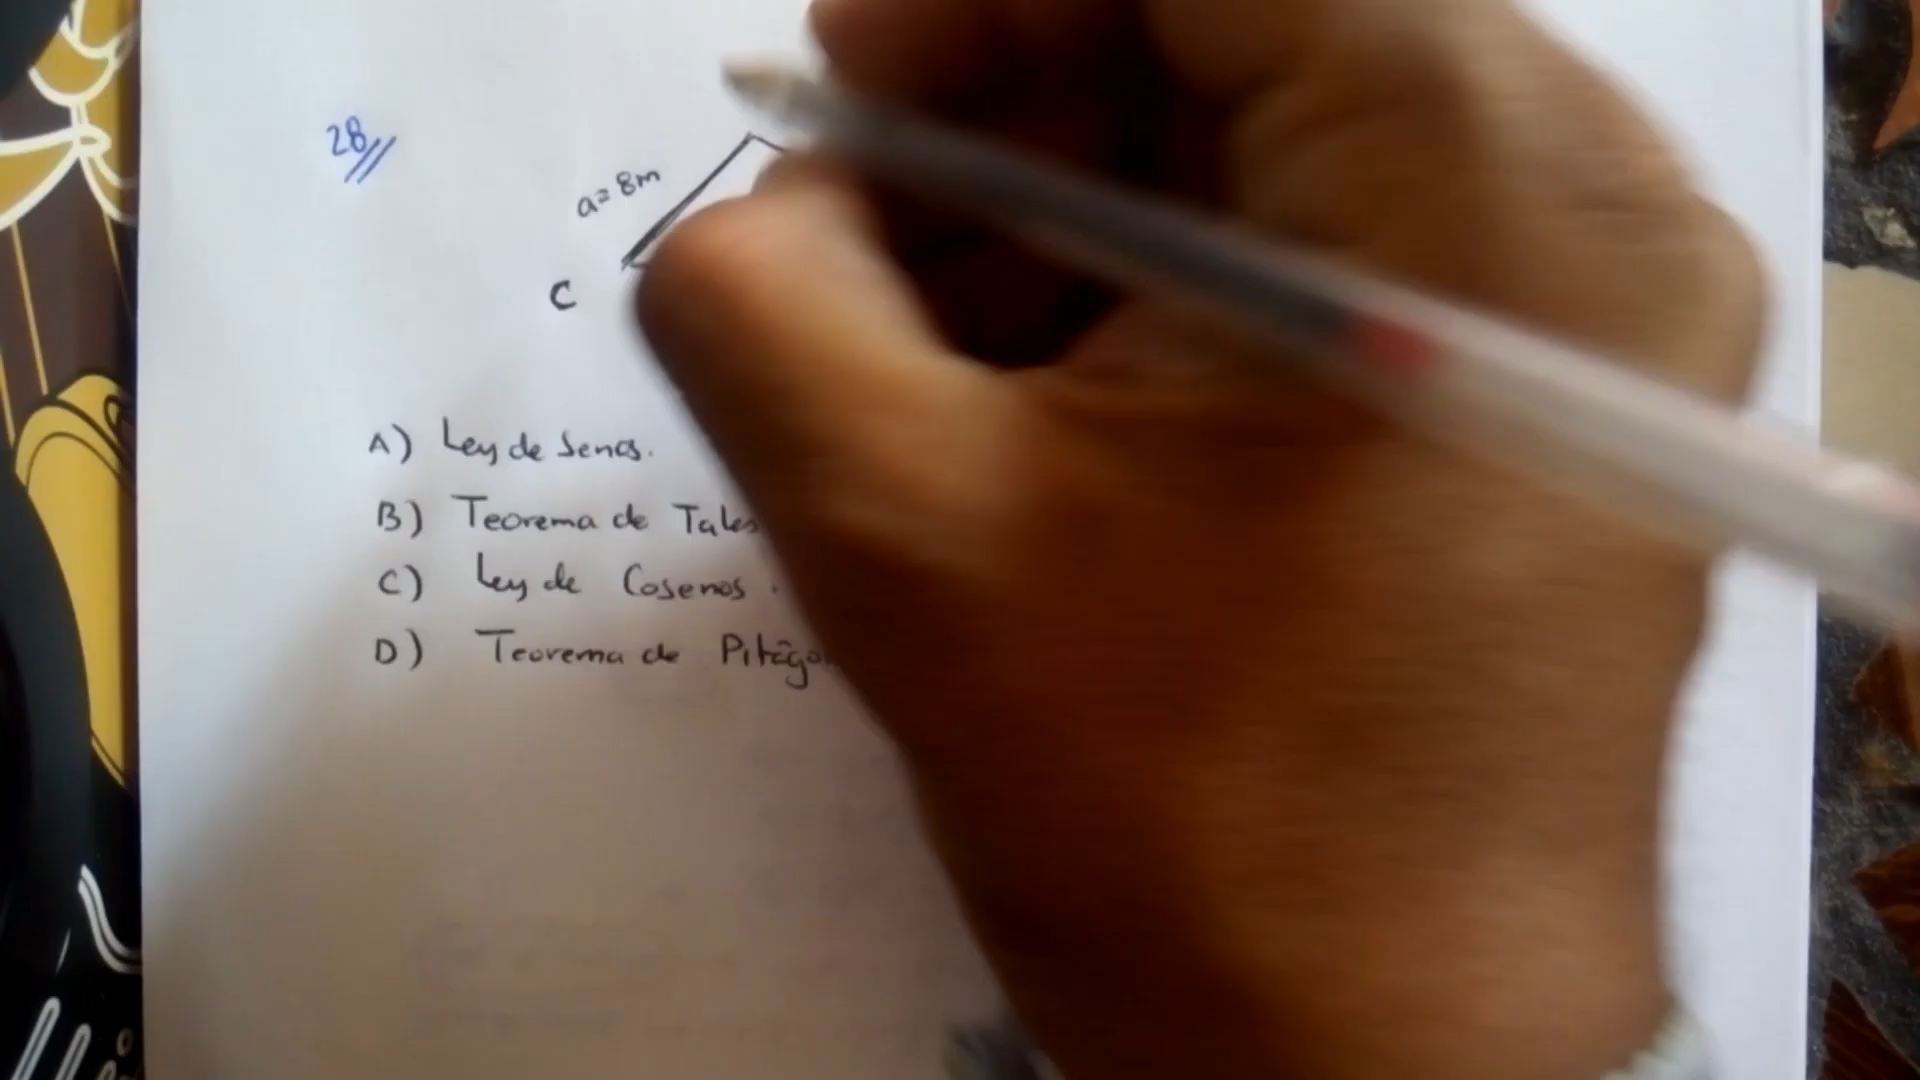 28
a=8m
C
A) Ley de Senos.
B) Teorema de Tales
C) Ley de Cosenos.
D) Teorema de